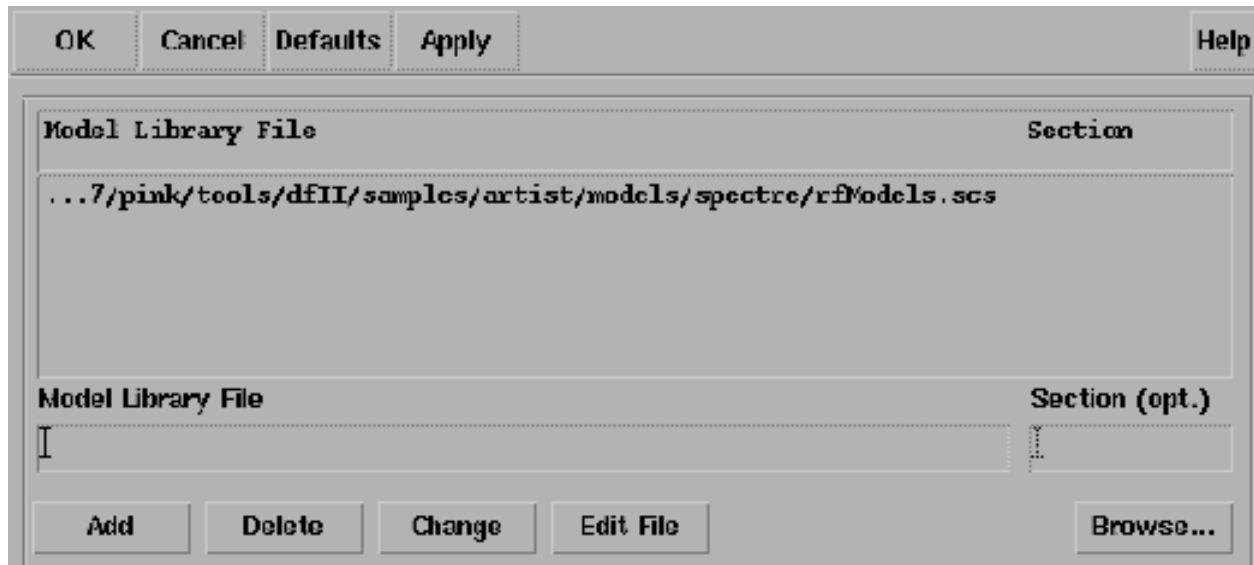 OK Cancel Defaults Apply Help
Model Library File Section
...7/pink/tools/dfII/samples/artist/models/spectre/rfModels.scs
Model Library File Section (opt.)
Add Delete Change Edit File Browse...